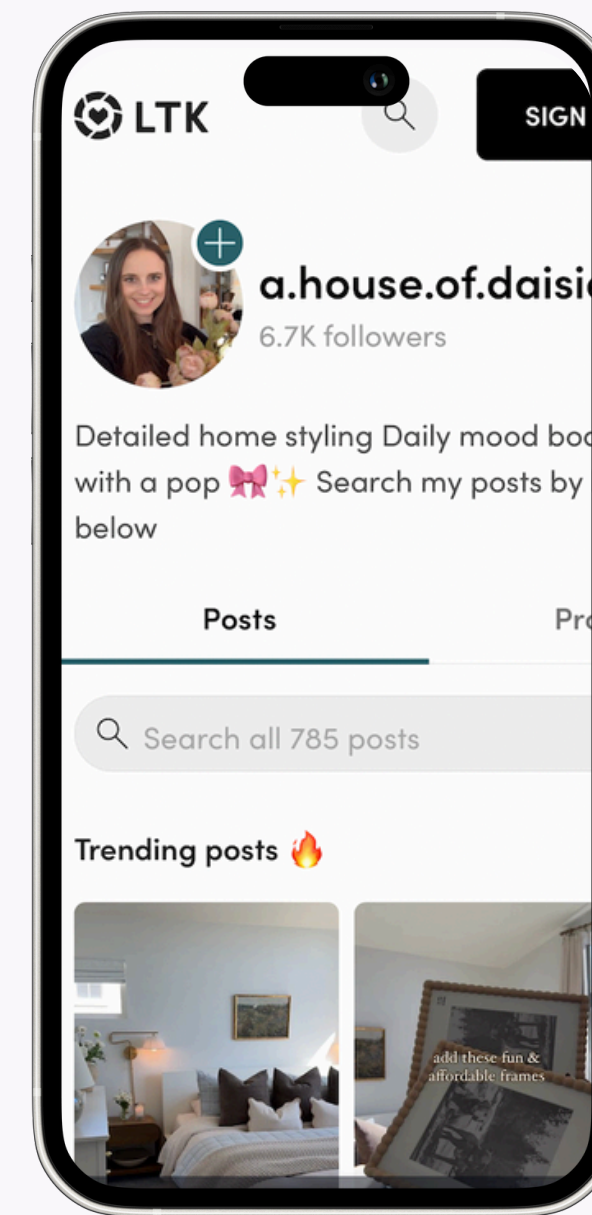 LTK
SIGN
a.house.of.daisi
6.7K followers
Detailed home styling Daily mood boa
with a pop 🎀✨ Search my posts by
below
Posts
Pro
Search all 785 posts
Trending posts 🔥
add these fun &
affordable frames